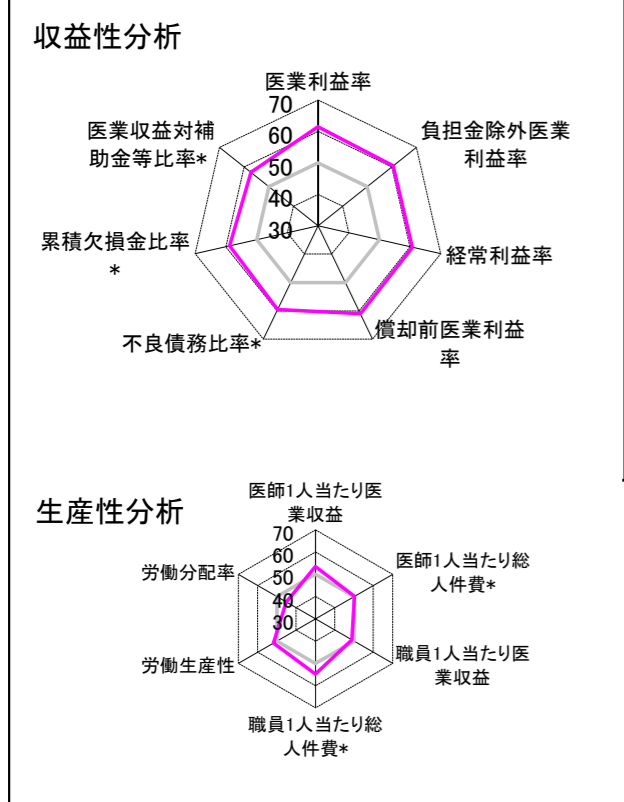 収益性分析
医業利益率
負担金除外医業
利益率
経常利益率
償却前医業利益
率
不良債務比率*
累積欠損金比率
*
医業収益対補
助金等比率*
70
60
50
40
30
生産性分析
医師1人当たり医
業収益
医師1人当たり総
人件費*
職員1人当たり医
業収益
職員1人当たり総
人件費*
労働生産性
労働分配率
70
60
50
40
30